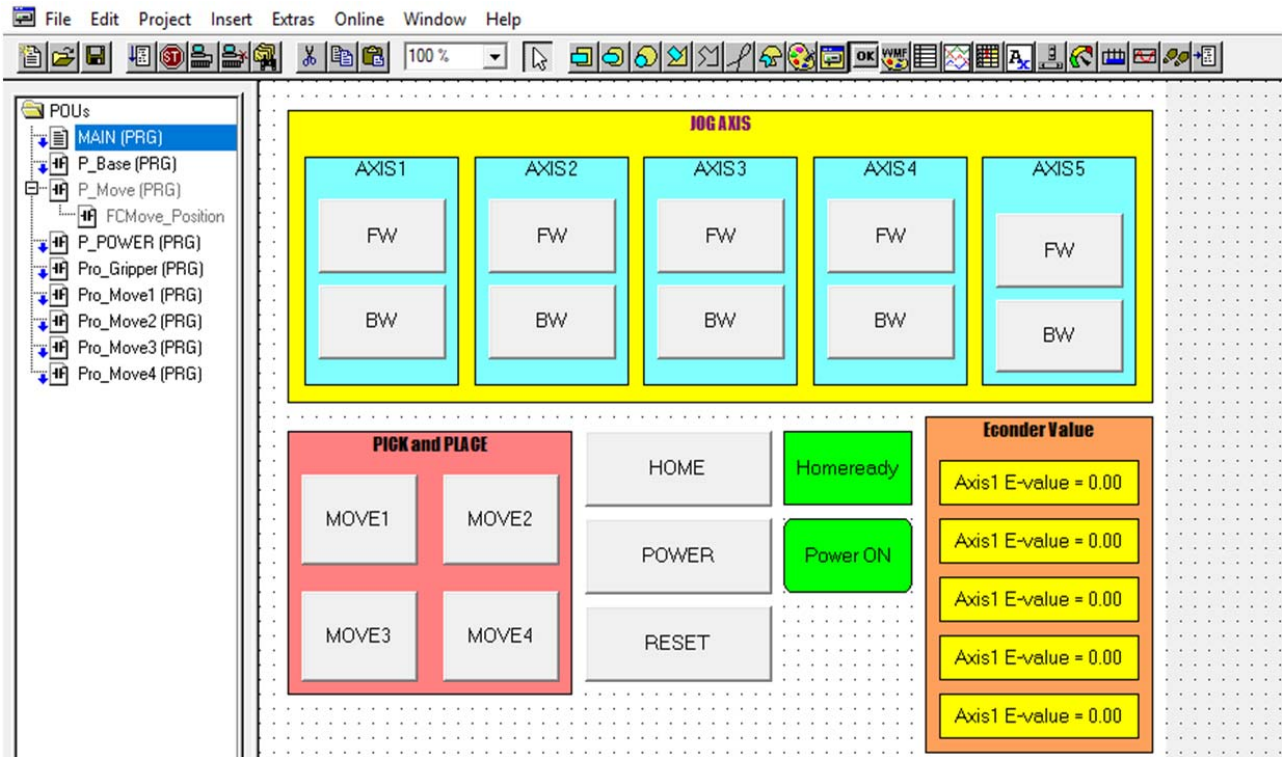 File Edit Project Insert Extras Online Window Help
STOP
100 %
OK
WMF
POUs
MAIN (PRG)
P_Base (PRG)
P_Move (PRG)
FCMove_Position
P_POWER (PRG)
Pro_Gripper (PRG)
Pro_Move1 (PRG)
Pro_Move2 (PRG)
Pro_Move3 (PRG)
Pro_Move4 (PRG)
JOG AXIS
AXIS1 AXIS2 AXIS3 AXIS4 AXIS5
FW FW FW FW FW
BW BW BW BW BW
PICK and PLACE
MOVE1 MOVE2
MOVE3 MOVE4
HOME
POWER
RESET
Homeready
Power ON
Econder Value
Axis1 E-value = 0.00
Axis1 E-value = 0.00
Axis1 E-value = 0.00
Axis1 E-value = 0.00
Axis1 E-value = 0.00